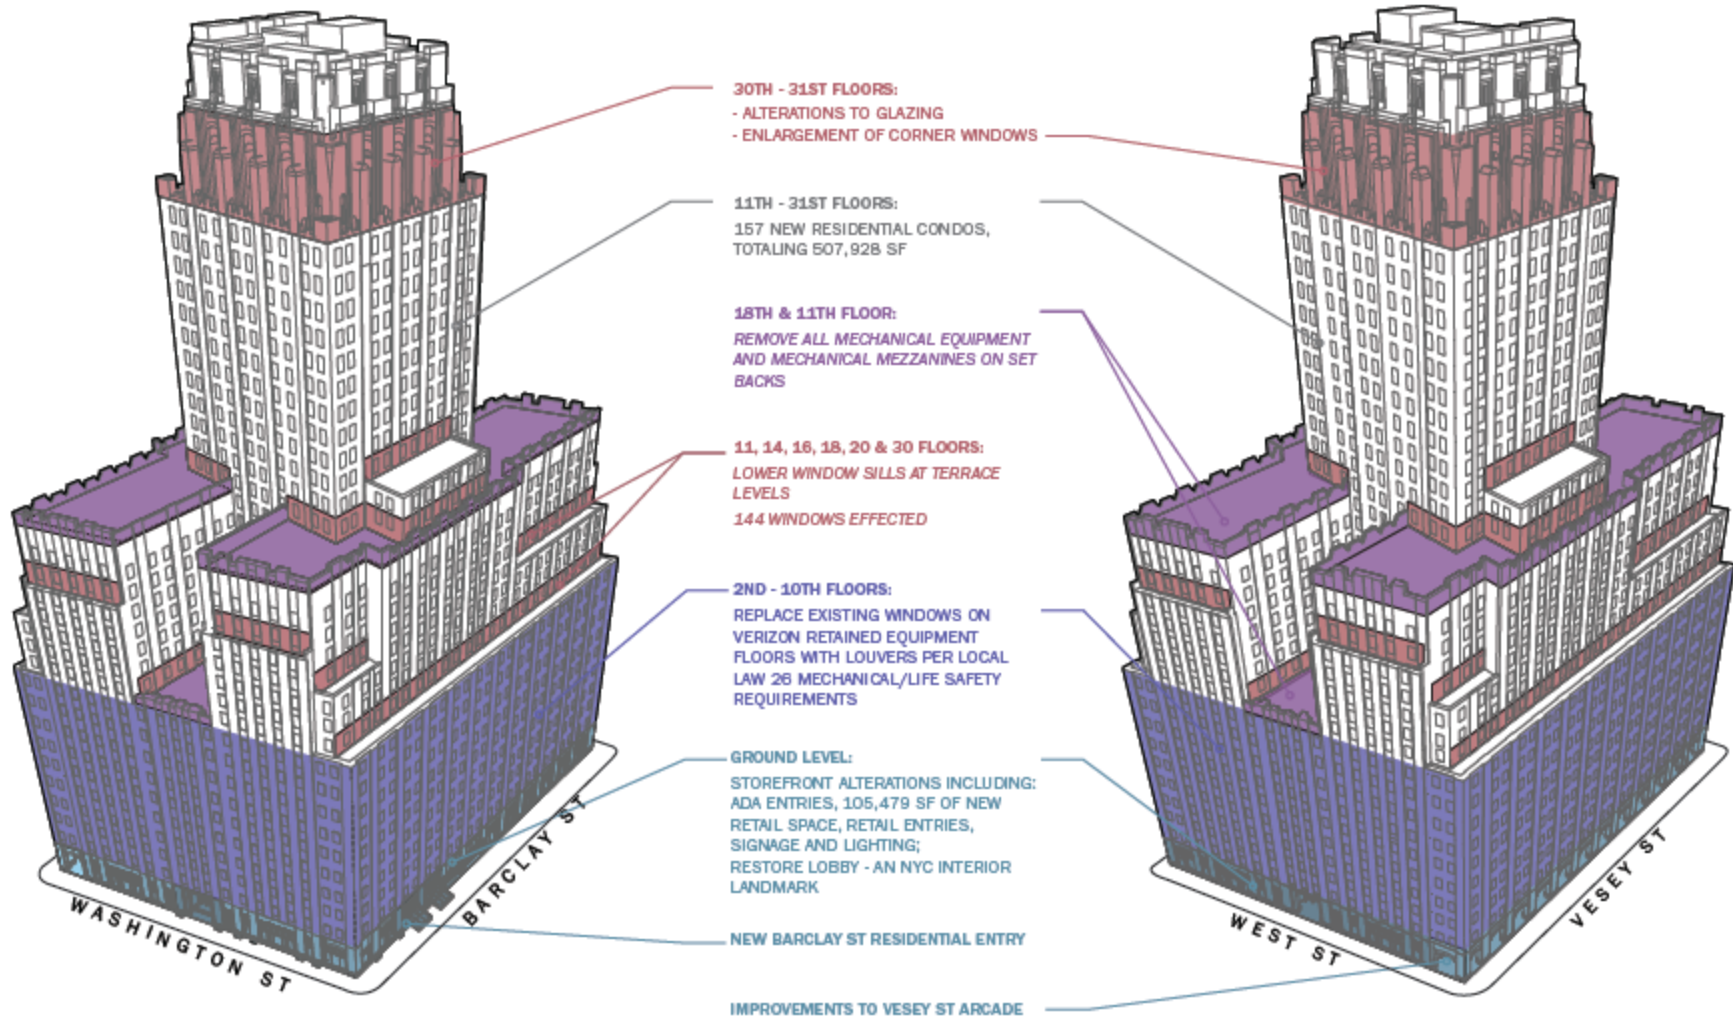 30TH - 31ST FLOORS:
- ALTERATIONS TO GLAZING
- ENLARGEMENT OF CORNER WINDOWS
11TH - 31ST FLOORS:
157 NEW RESIDENTIAL CONDOS,
TOTALING 507,928 SF
18TH & 11TH FLOOR:
REMOVE ALL MECHANICAL EQUIPMENT
AND MECHANICAL MEZZANINES ON SET
BACKS
11, 14, 16, 18, 20 & 30 FLOORS:
LOWER WINDOW SILLS AT TERRACE
LEVELS
144 WINDOWS EFFECTED
2ND - 10TH FLOORS:
REPLACE EXISTING WINDOWS ON
VERIZON RETAINED EQUIPMENT
FLOORS WITH LOUVERS PER LOCAL
LAW 26 MECHANICAL/LIFE SAFETY
REQUIREMENTS
GROUND LEVEL:
STOREFRONT ALTERATIONS INCLUDING:
ADA ENTRIES, 105,479 SF OF NEW
RETAIL SPACE, RETAIL ENTRIES,
SIGNAGE AND LIGHTING;
RESTORE LOBBY - AN NYC INTERIOR
LANDMARK
NEW BARCLAY ST RESIDENTIAL ENTRY
IMPROVEMENTS TO VESEY ST ARCADE
WASHINGTON ST
BARCLAY ST
WEST ST
VESEY ST